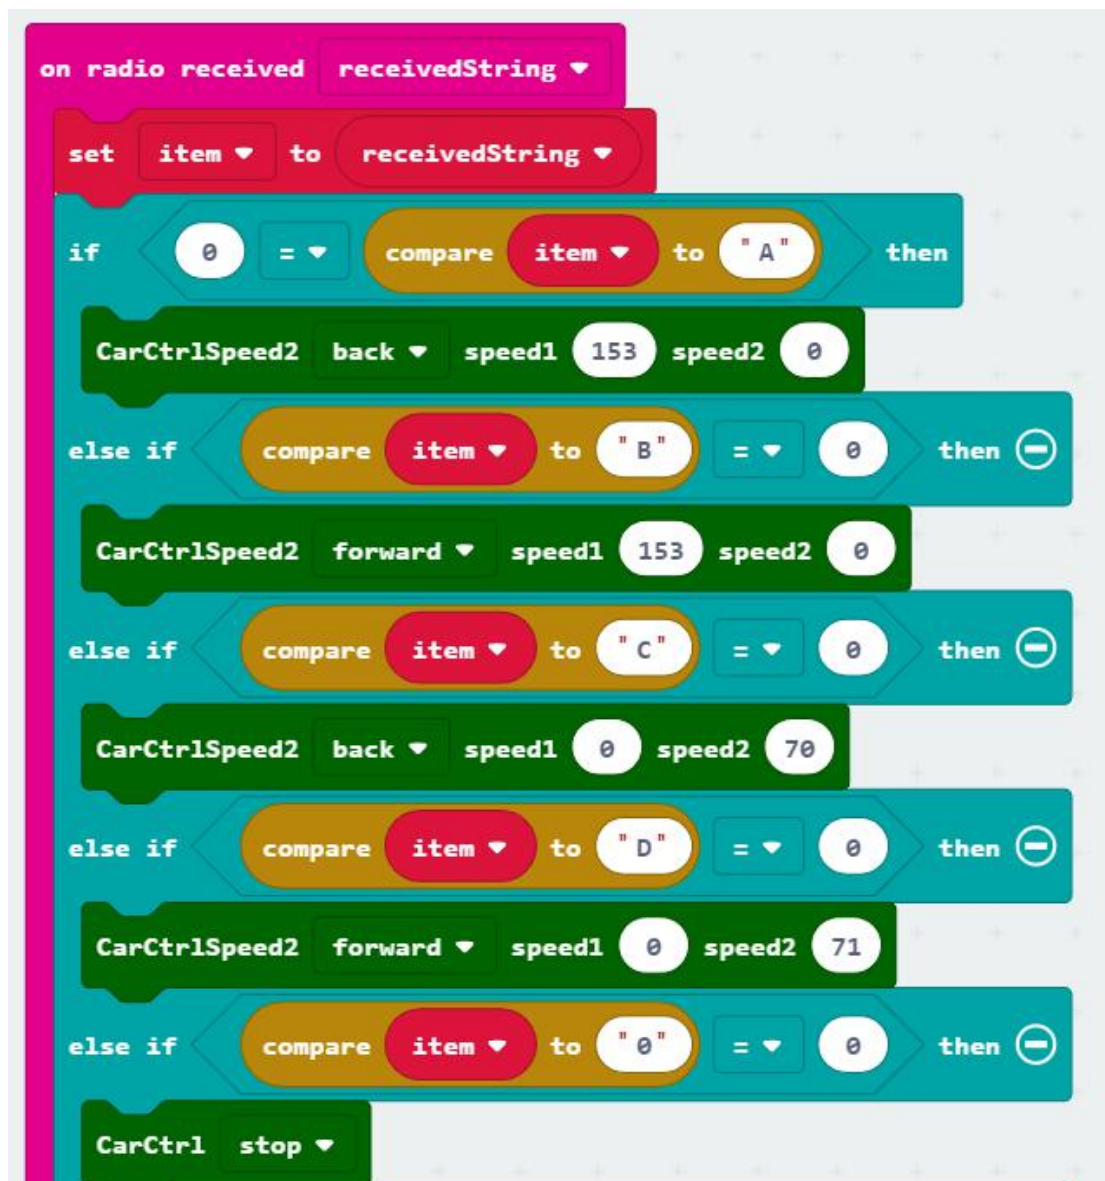 on radio received receivedString
set item to receivedString
if 0 = compare item to "A" then
CarCtrlSpeed2 back speed1 153 speed2 0
else if compare item to "B" = 0 then
CarCtrlSpeed2 forward speed1 153 speed2 0
else if compare item to "C" = 0 then
CarCtrlSpeed2 back speed1 0 speed2 70
else if compare item to "D" = 0 then
CarCtrlSpeed2 forward speed1 0 speed2 71
else if compare item to "0" = 0 then
CarCtrl stop